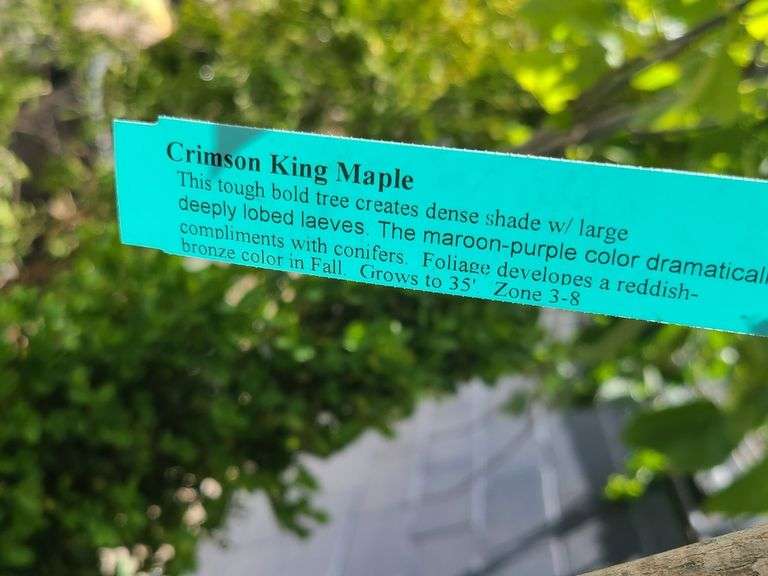 Crimson King Maple
This tough bold tree creates dense shade w/ large
deeply lobed laeves. The maroon-purple color dramatically
compliments with conifers. Foliage developes a reddish-
bronze color in Fall. Grows to 35' Zone 3-8